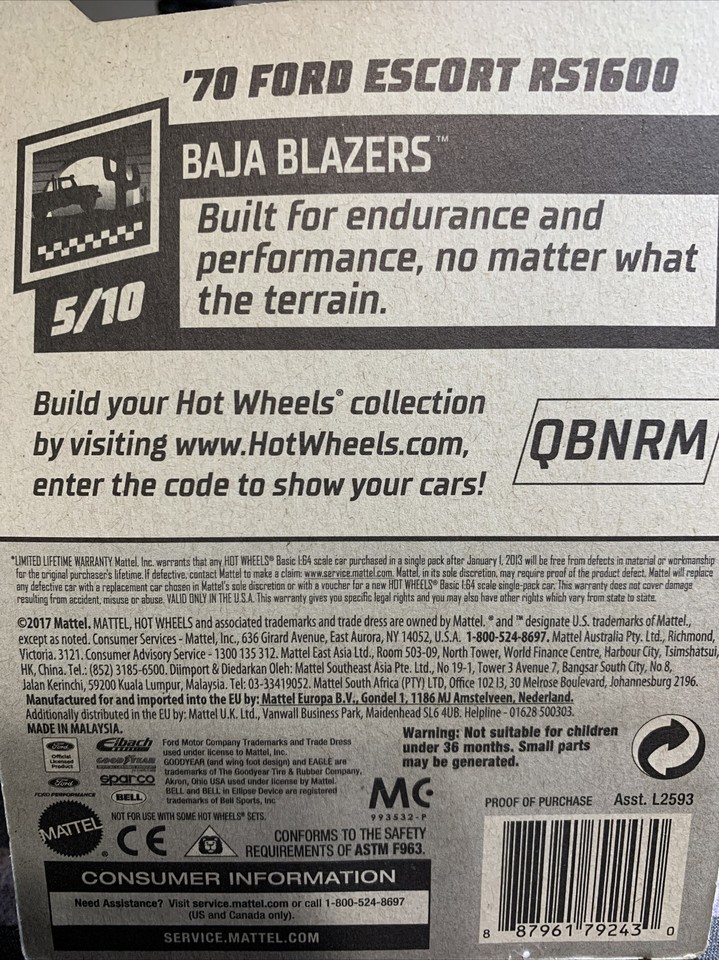 '70 FORD ESCORT RS1600
BAJA BLAZERS™
Built for endurance and
performance, no matter what
the terrain.
5/10
Build your Hot Wheels® collection
by visiting www.HotWheels.com,
enter the code to show your cars!
QBNRM
*LIMITED LIFETIME WARRANTY Mattel, Inc. warrants that any HOT WHEELS® Basic 1:64 scale car purchased in a single pack after January 1, 2013 will be free from defects in material or workmanship
for the original purchaser's lifetime. If defective, contact Mattel to make a claim: www.service.mattel.com. Mattel, in its sole discretion, may require proof of the product defect. Mattel will replace
any defective car with a replacement car chosen in Mattel's sole discretion or with a voucher for a new HOT WHEELS® Basic 1:64 scale single-pack car. This warranty does not cover damage
resulting from accident, misuse or abuse. VALID ONLY IN THE U.S.A. This warranty gives you specific legal rights and you may also have other rights which vary from state to state.
©2017 Mattel. MATTEL, HOT WHEELS and associated trademarks and trade dress are owned by Mattel. ® and ™ designate U.S. trademarks of Mattel,
except as noted. Consumer Services - Mattel, Inc., 636 Girard Avenue, East Aurora, NY 14052, U.S.A. 1-800-524-8697. Mattel Australia Pty. Ltd., Richmond,
Victoria. 3121. Consumer Advisory Service - 1300 135 312. Mattel East Asia Ltd., Room 503-09, North Tower, World Finance Centre, Harbour City, Tsimshatsui,
HK, China. Tel.: (852) 3185-6500. Diimport & Diedarkan Oleh: Mattel Southeast Asia Pte. Ltd., No 19-1, Tower 3 Avenue 7, Bangsar South City, No 8,
Jalan Kerinchi, 59200 Kuala Lumpur, Malaysia. Tel: 03-33419052. Mattel South Africa (PTY) LTD, Office 102 I3, 30 Melrose Boulevard, Johannesburg 2196.
Manufactured for and imported into the EU by: Mattel Europa B.V., Gondel 1, 1186 MJ Amstelveen, Nederland.
Additionally distributed in the EU by: Mattel U.K. Ltd., Vanwall Business Park, Maidenhead SL6 4UB. Helpline - 01628 500303.
MADE IN MALAYSIA.
Warning: Not suitable for children
under 36 months. Small parts
may be generated.
Ford
Official
Licensed
Product
Eibach
GOODYEAR
Ford
FORD PERFORMANCE
sparco
BELL
Ford Motor Company Trademarks and Trade Dress
used under license to Mattel, Inc.
GOODYEAR (and wing foot design) and EAGLE are
trademarks of The Goodyear Tire & Rubber Company,
Akron, Ohio USA used under license by Mattel.
BELL and BELL in Ellipse Device are registered
trademarks of Bell Sports, Inc
MC
993532-P
PROOF OF PURCHASE Asst. L2593
NOT FOR USE WITH SOME HOT WHEELS® SETS.
MATTEL®
CE
CONFORMS TO THE SAFETY
REQUIREMENTS OF ASTM F963.
CONSUMER INFORMATION
Need Assistance? Visit service.mattel.com or call 1-800-524-8697
(US and Canada only).
SERVICE.MATTEL.COM
8 87961 79243 0